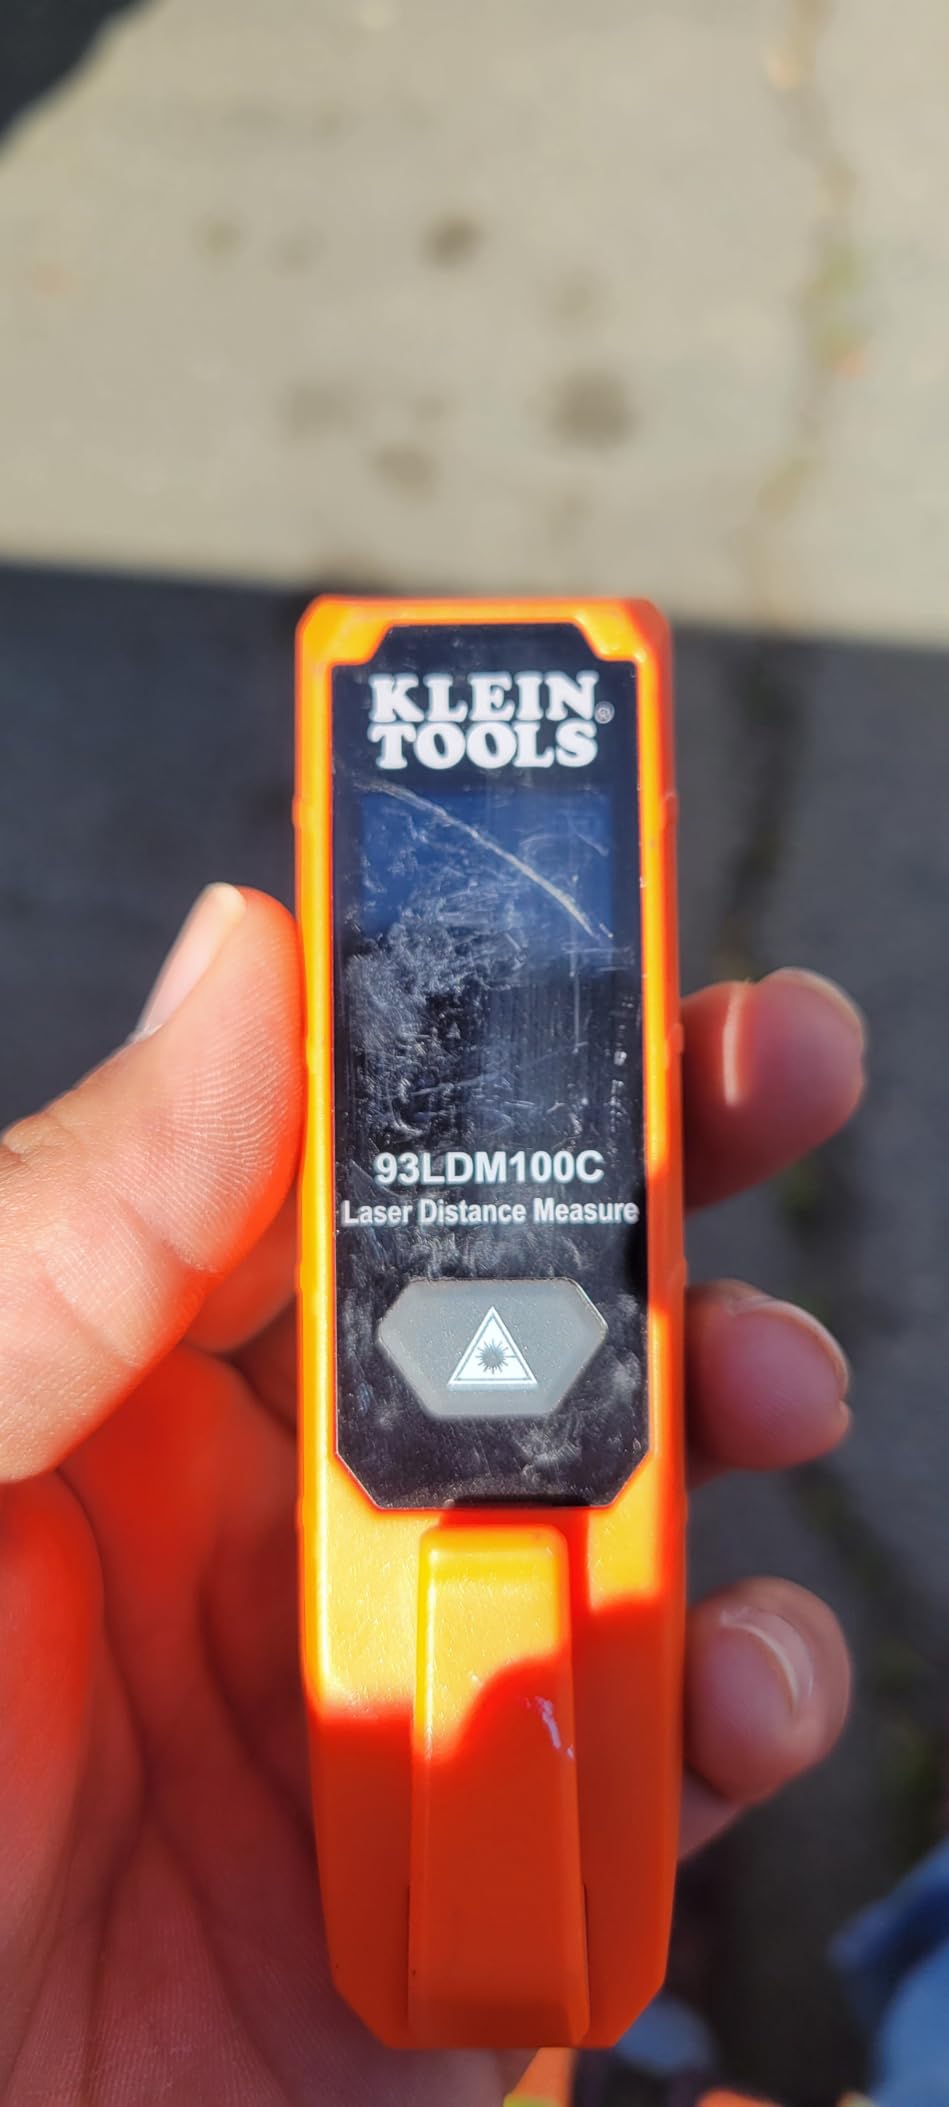 KLEIN
TOOLS®
93LDM100C
Laser Distance Measure